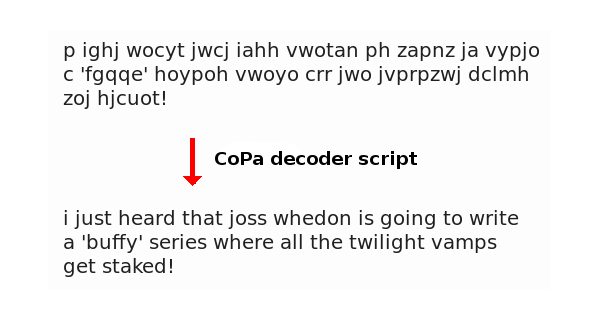 p ighj wocyt jwcj iahh vwotan ph zapnz ja vypjo
c 'fgqqe' hoypoh vwoyo crr jwo jvprpzwj dclmh
zoj hjcuot!
CoPa decoder script
i just heard that joss whedon is going to write
a 'buffy' series where all the twilight vamps
get staked!